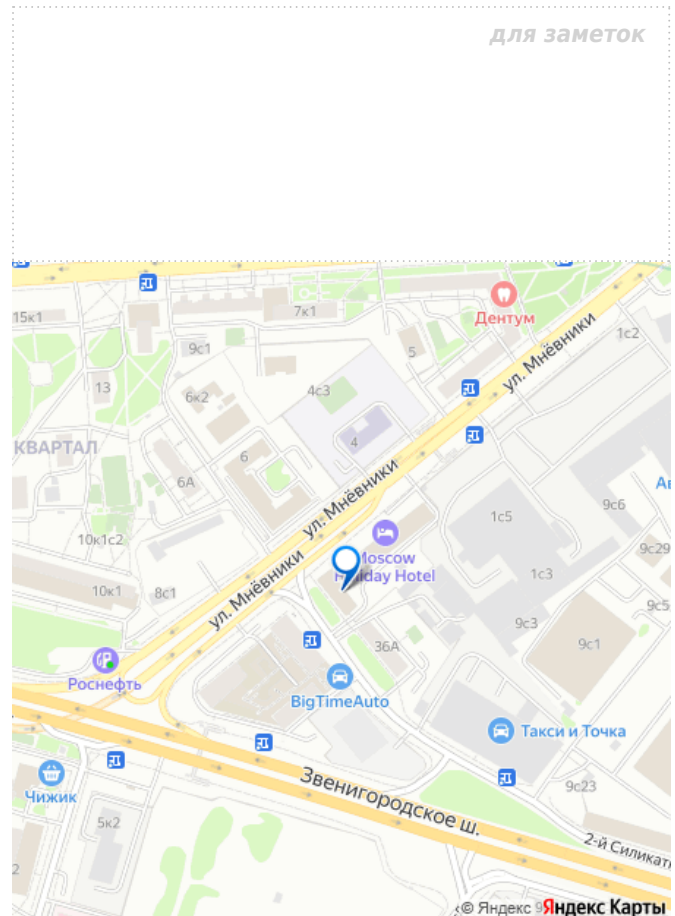 для заметок
Дентум
15к1
7к1
ул. Мнёвники
1с2
9с1
5
13
4с3
6к2
КВАРТАЛ
4
6
6А
ул. Мнёвники
9с6
1с5
10к1с2
Moscow
Holiday Hotel
9с29
1с3
10к1
8с1
ул. Мнёвники
9с5
9с3
9с1
36А
Роснефть
BigTimeAuto
Такси и Точка
Чижик
Звенигородское ш.
9с23
5к2
2-й Силикатн
2
© Яндекс
Яндекс Карты